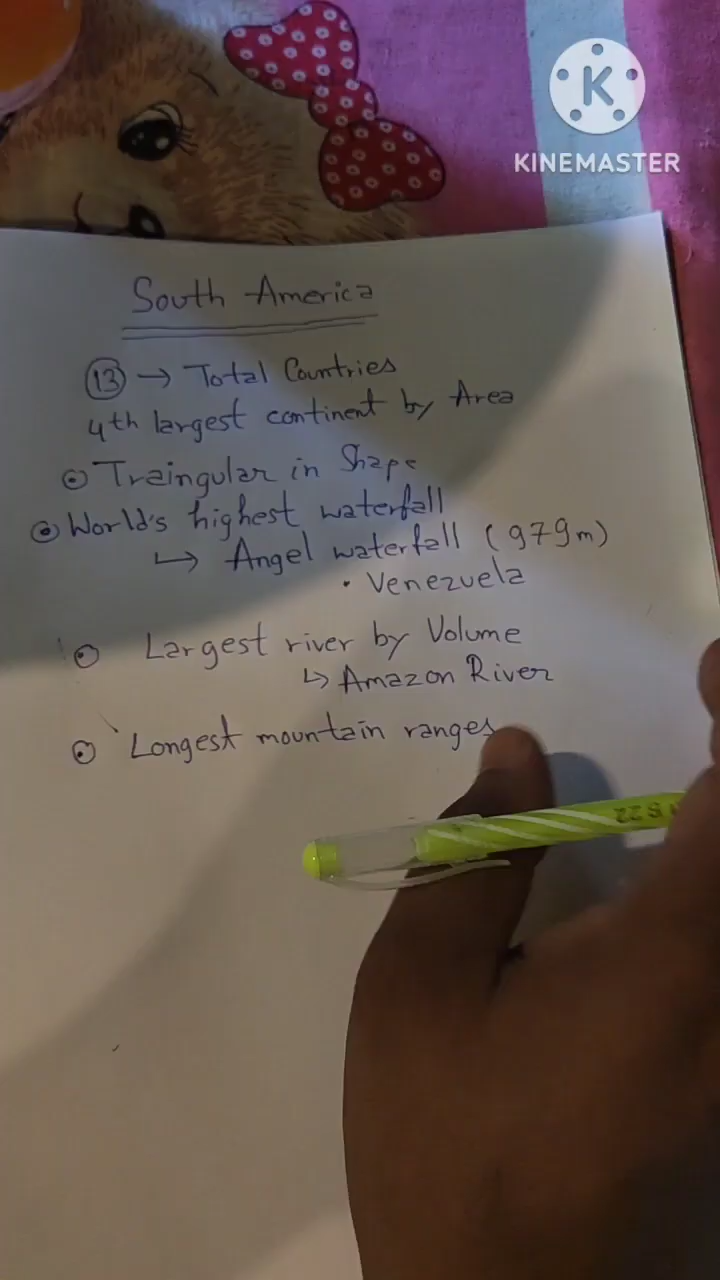 KINEMASTER
South America
13 → Total Countries
4th largest continent by Area
Traingular in Shape
World's highest waterfall
↳ Angel waterfall (979m)
• Venezuela
Largest river by Volume
↳ Amazon River
Longest mountain ranges